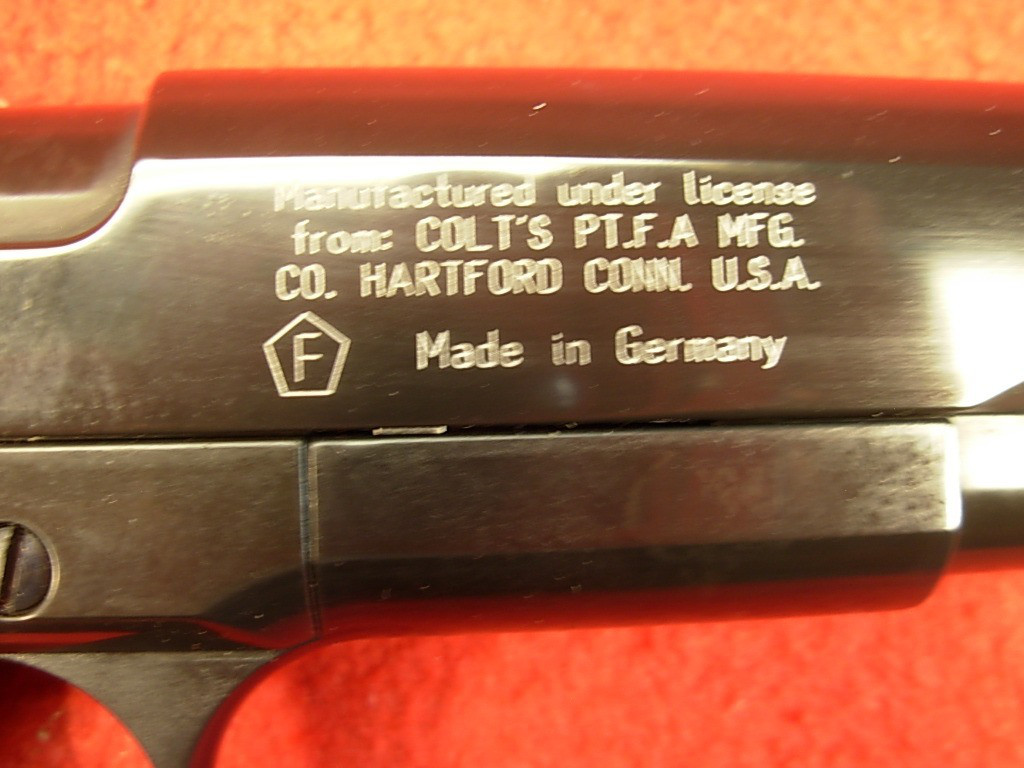 Manufactured under license
from: COLT'S PT.F.A MFG.
CO. HARTFORD CONN. U.S.A.
F Made in Germany